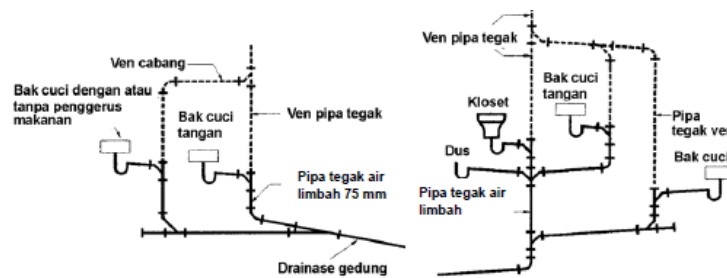 Ven cabang
Bak cuci dengan atau
tanpa penggerus
makanan
Bak cuci
tangan
Ven pipa tegak
Pipa tegak air
limbah 75 mm
Drainase gedung
Ven pipa tegak
Bak cuci
tangan
Kloset
Dus
Pipa
tegak ven
Bak cuci
Pipa tegak air
limbah